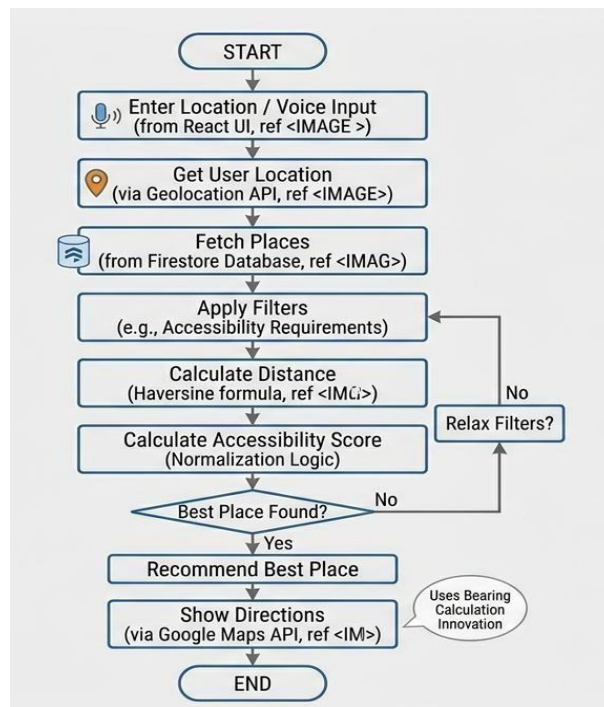 START
Enter Location / Voice Input
(from React UI, ref <IMAGE >)
Get User Location
(via Geolocation API, ref <IMAGE>)
Fetch Places
(from Firestore Database, ref <IMAG>)
Apply Filters
(e.g., Accessibility Requirements)
Calculate Distance
(Haversine formula, ref
No
Relax Filters?
Calculate Accessibility Score
(Normalization Logic)
Best Place Found?
No
Yes
Recommend Best Place
Show Directions
(via Google Maps API, ref
Uses Bearing
Calculation
Innovation
END